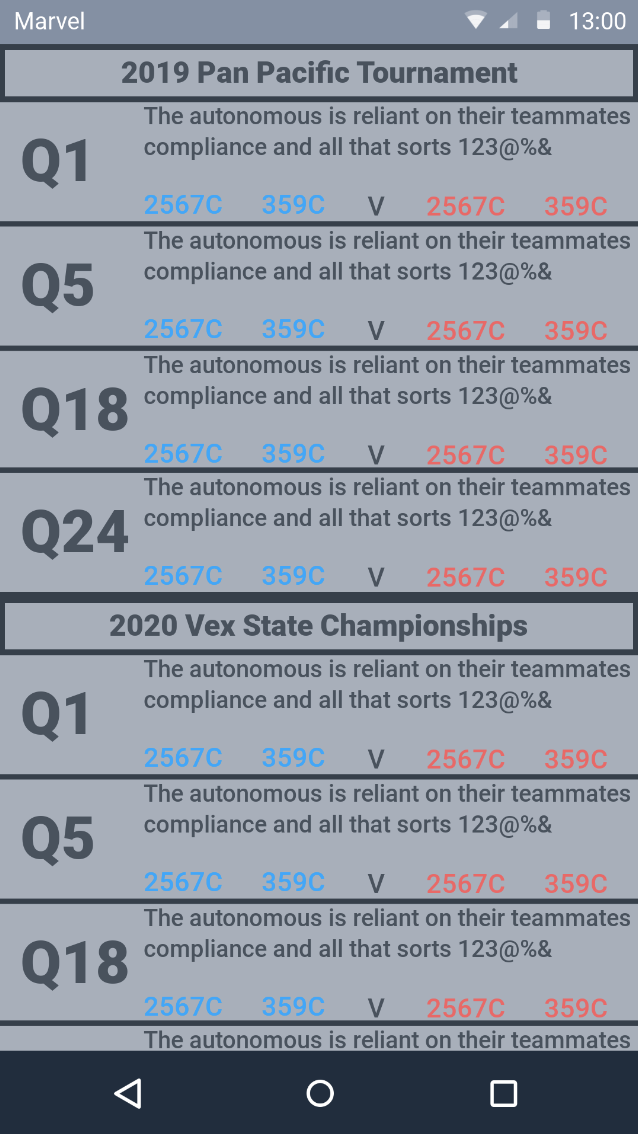 Marvel 13:00
2019 Pan Pacific Tournament
The autonomous is reliant on their teammates
Q1 compliance and all that sorts 123@%&
2567C 359C V 2567C 359C
The autonomous is reliant on their teammates
Q5 compliance and all that sorts 123@%&
2567C 359C V 2567C 359C
The autonomous is reliant on their teammates
Q18 compliance and all that sorts 123@%&
2567C 359C V 2567C 359C
The autonomous is reliant on their teammates
Q24 compliance and all that sorts 123@%&
2567C 359C V 2567C 359C
2020 Vex State Championships
The autonomous is reliant on their teammates
Q1 compliance and all that sorts 123@%&
2567C 359C V 2567C 359C
The autonomous is reliant on their teammates
Q5 compliance and all that sorts 123@%&
2567C 359C V 2567C 359C
The autonomous is reliant on their teammates
Q18 compliance and all that sorts 123@%&
2567C 359C V 2567C 359C
The autonomous is reliant on their teammates